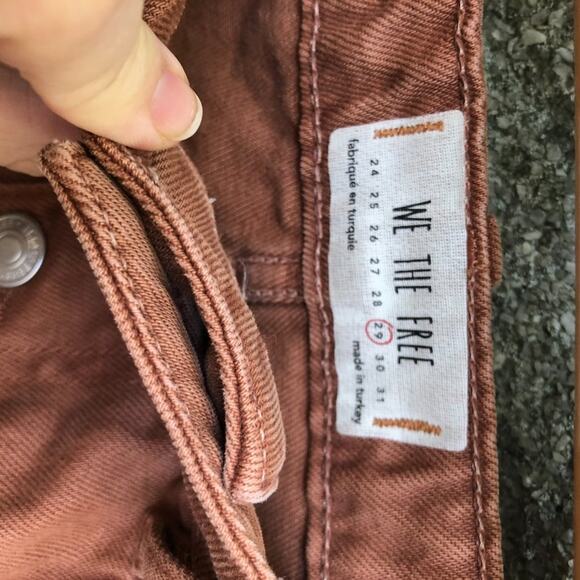 WE THE FREE
24 25 26 27 28 29 30 31
fabriqué en turquie made in turkey